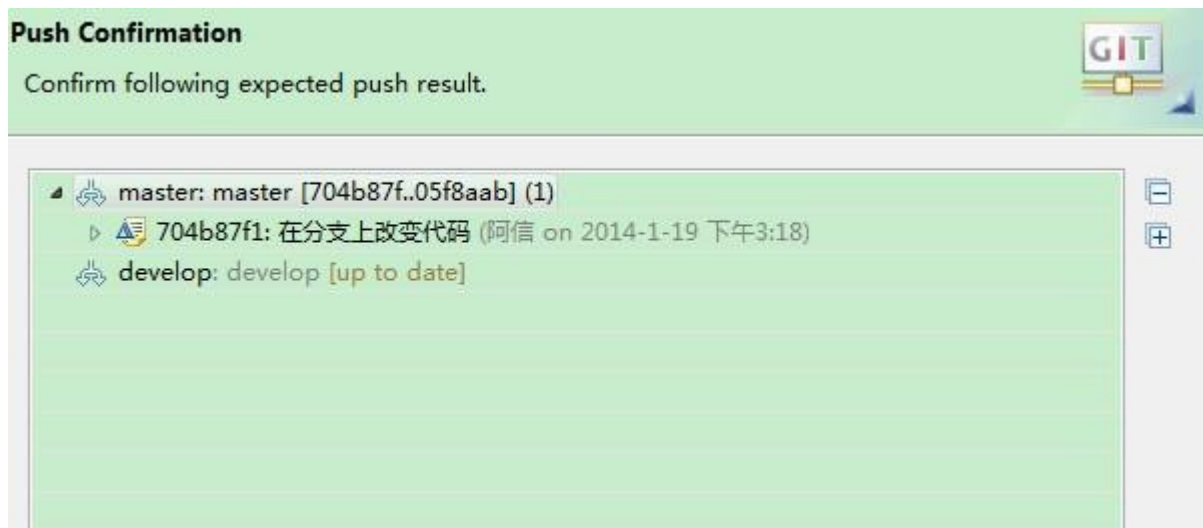 Push Confirmation
GIT
Confirm following expected push result.
master: master [704b87f..05f8aab] (1)
704b87f1: 在分支上改变代码 (阿信 on 2014-1-19 下午3:18)
develop: develop [up to date]